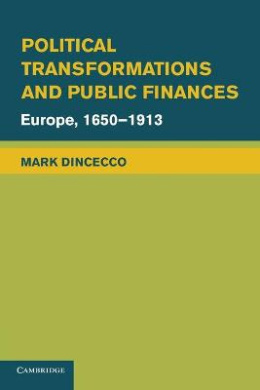 POLITICAL
TRANSFORMATIONS
AND PUBLIC FINANCES
Europe, 1650–1913
MARK DINCECCO
CAMBRIDGE